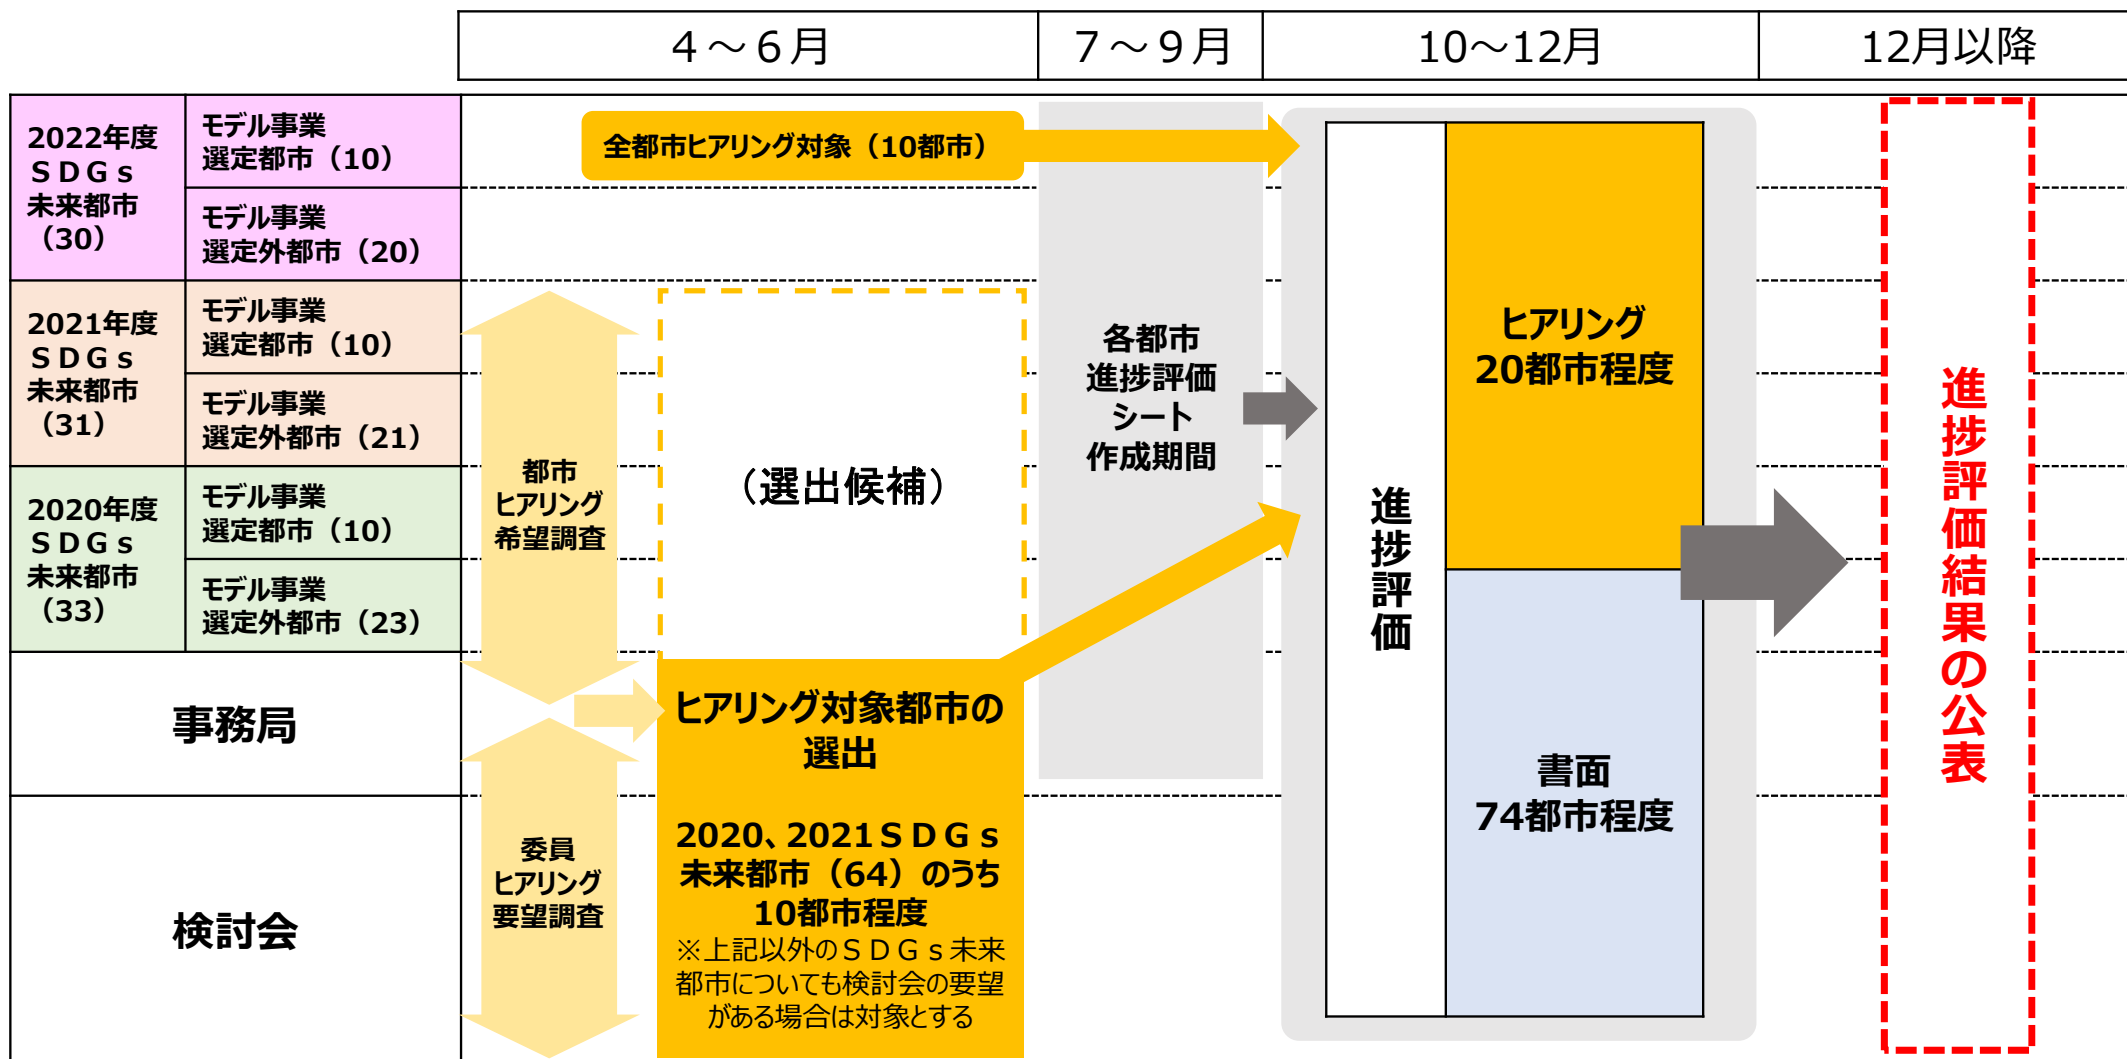 ４～６月
７～９月
10～12月
12月以降
2022年度
ＳＤＧｓ
未来都市
（30）
モデル事業
選定都市（10）
モデル事業
選定外都市（20）
2021年度
ＳＤＧｓ
未来都市
（31）
モデル事業
選定都市（10）
モデル事業
選定外都市（21）
2020年度
ＳＤＧｓ
未来都市
（33）
モデル事業
選定都市（10）
モデル事業
選定外都市（23）
事務局
検討会
全都市ヒアリング対象（10都市）
都市
ヒアリング
希望調査
委員
ヒアリング
要望調査
（選出候補）
ヒアリング対象都市の
選出
2020、2021ＳＤＧｓ
未来都市（64）のうち
10都市程度
※上記以外のＳＤＧｓ未来
都市についても検討会の要望
がある場合は対象とする
各都市
進捗評価
シート
作成期間
進捗評価
ヒアリング
20都市程度
書面
74都市程度
進捗評価結果の公表